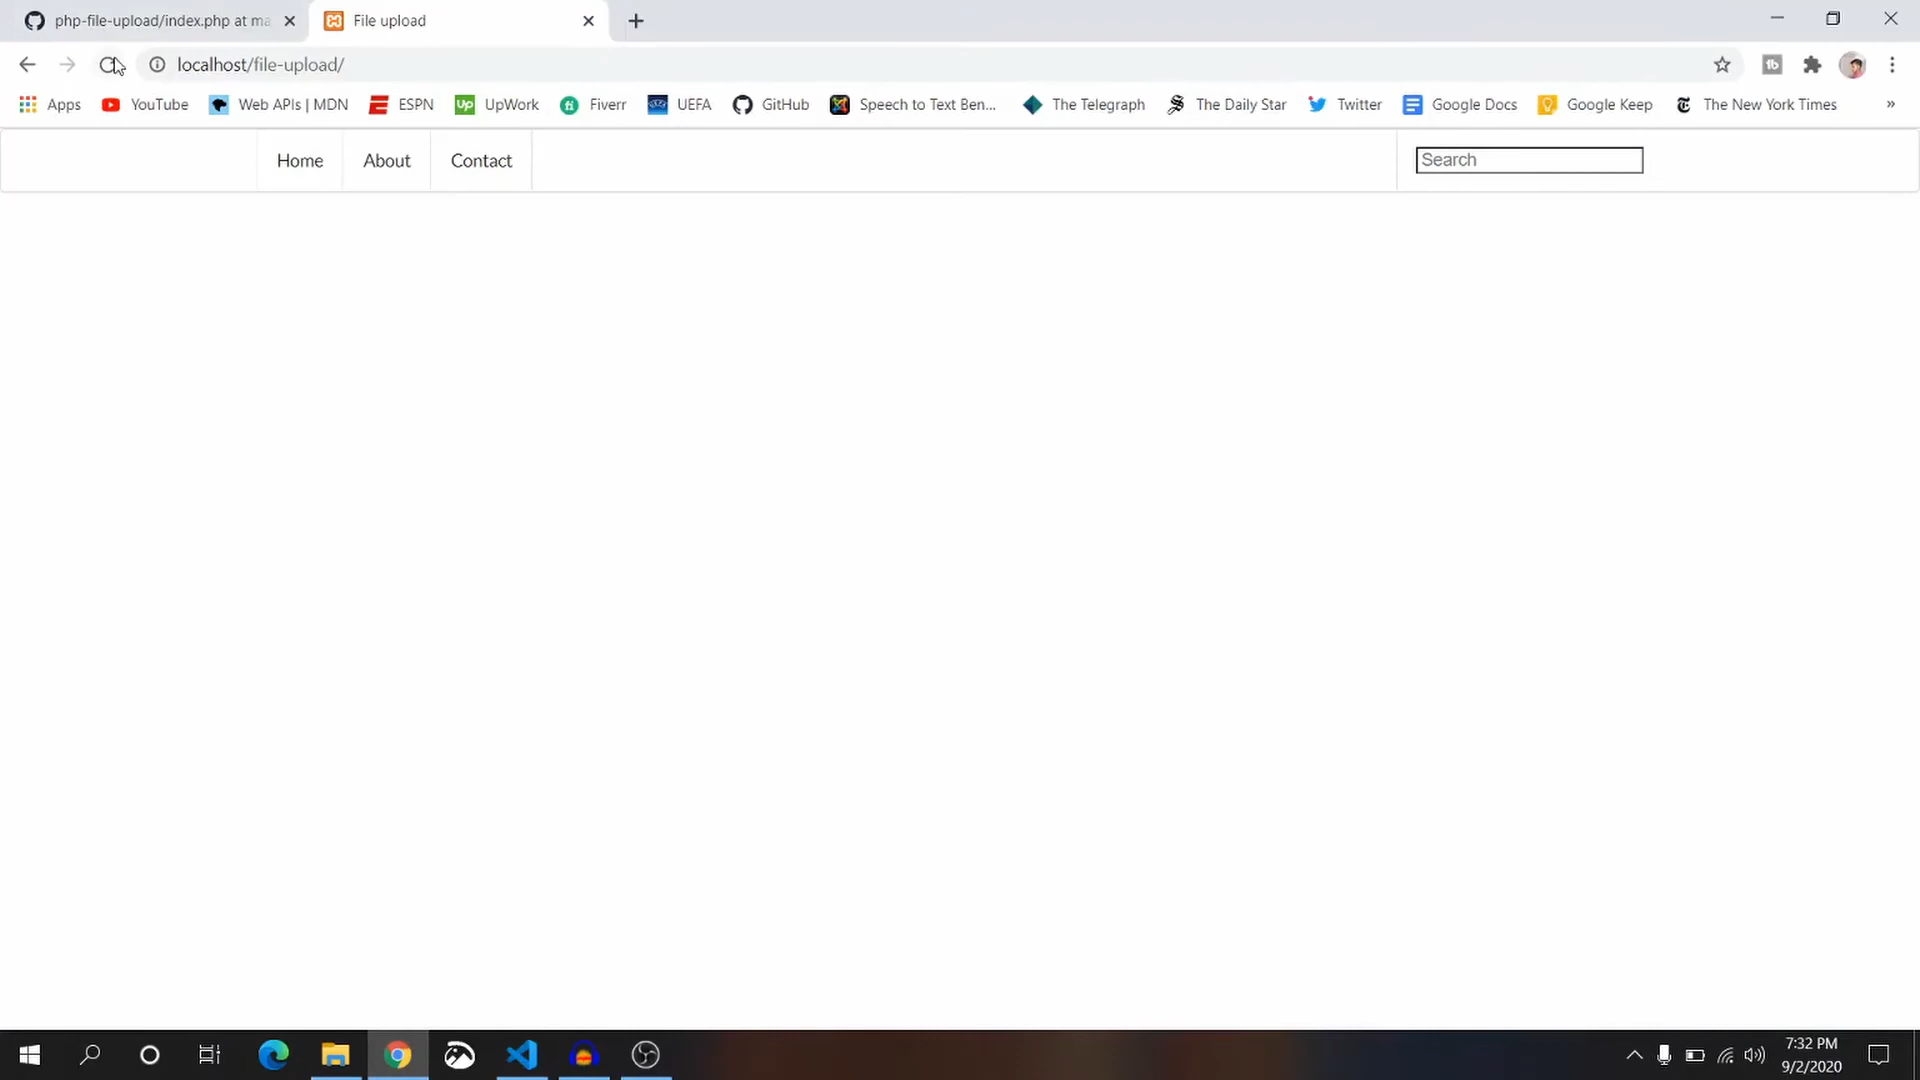 php-file-upload/index.php at ma
File upload
localhost/file-upload/
Apps
YouTube
Web APIs | MDN
ESPN
Up
UpWork
fi
Fiverr
UEFA
GitHub
Speech to Text Ben...
The Telegraph
The Daily Star
Twitter
Google Docs
Google Keep
The New York Times
»
Home
About
Contact
Search
7:32 PM
9/2/2020